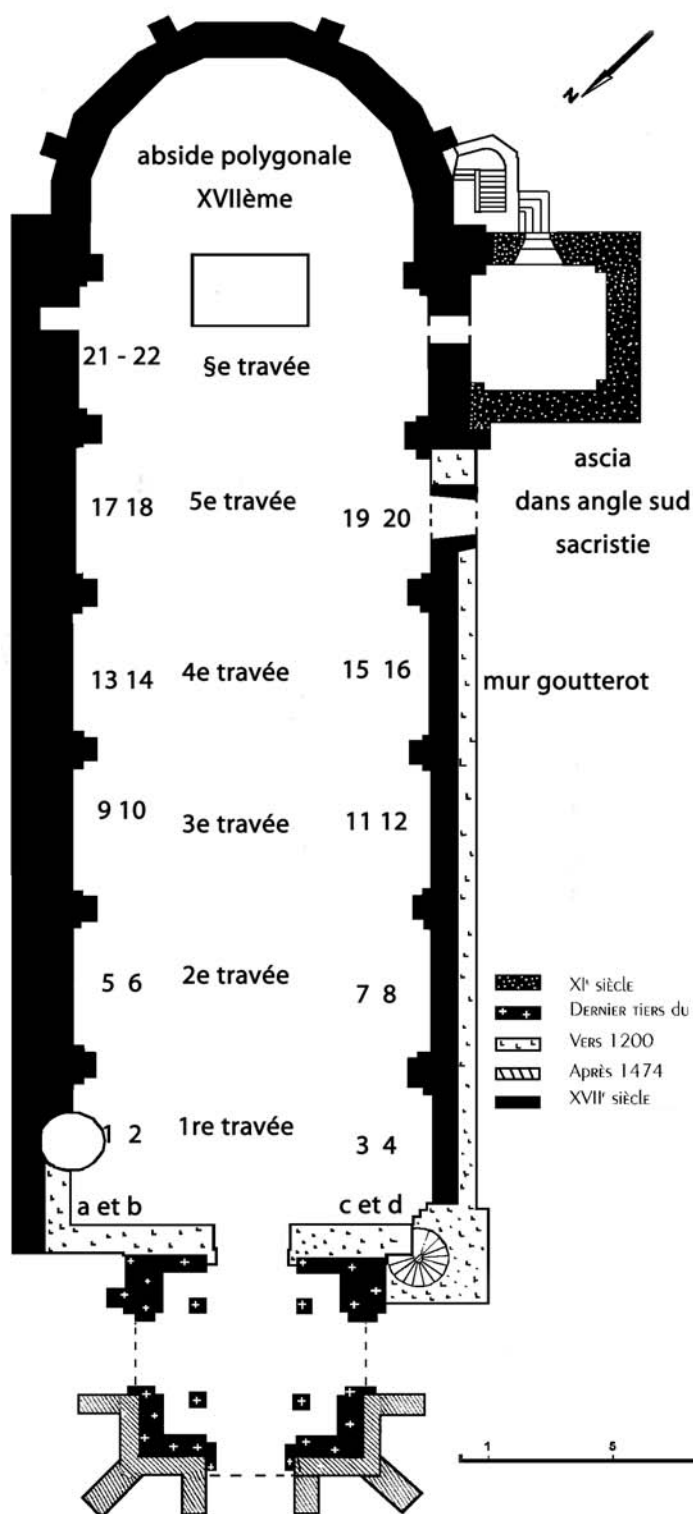 N
abside polygonale
XVIIème
21 - 22
§e travée
ascia
dans angle sud
sacristie
17 18
5e travée
19 20
13 14
4e travée
15 16
mur goutterot
9 10
3e travée
11 12
5 6
2e travée
7 8
XIe siècle
Dernier tiers du
Vers 1200
Après 1474
XVIIe siècle
1 2
1re travée
3 4
a et b
c et d
1
5